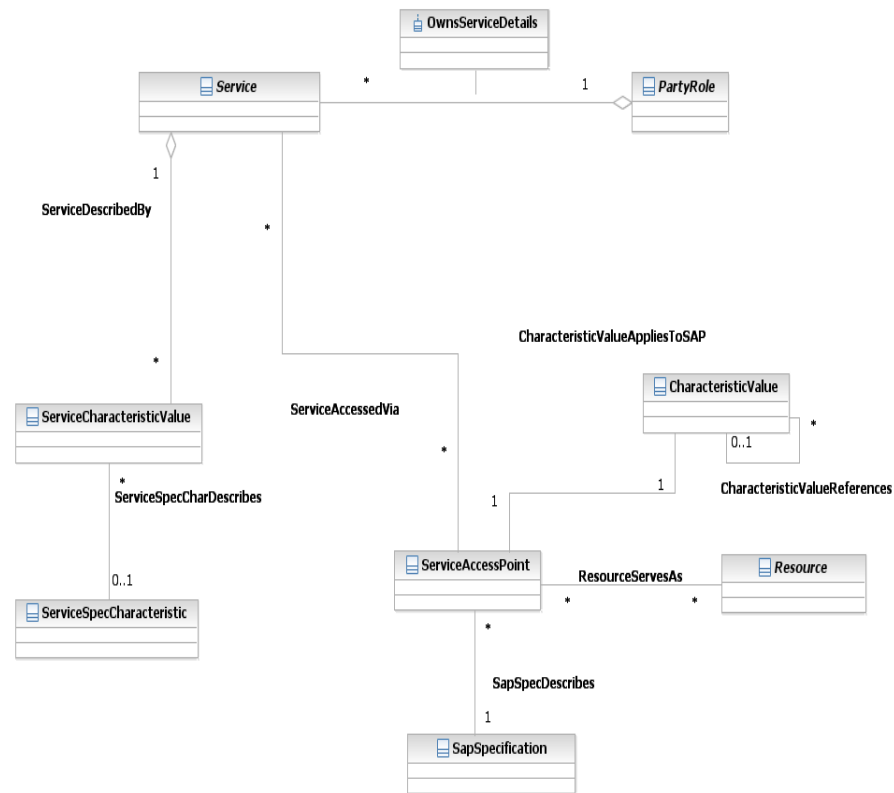 OwnsServiceDetails
Service
*
1
PartyRole
1
ServiceDescribedBy
*
CharacteristicValueAppliesToSAP
*
CharacteristicValue
ServiceAccessedVia
ServiceCharacteristicValue
*
0..1
*
*
ServiceSpecCharDescribes
1
1
CharacteristicValueReferences
ServiceAccessPoint
Resource
ResourceServesAs
0..1
*
*
ServiceSpecCharacteristic
*
SapSpecDescribes
1
SapSpecification